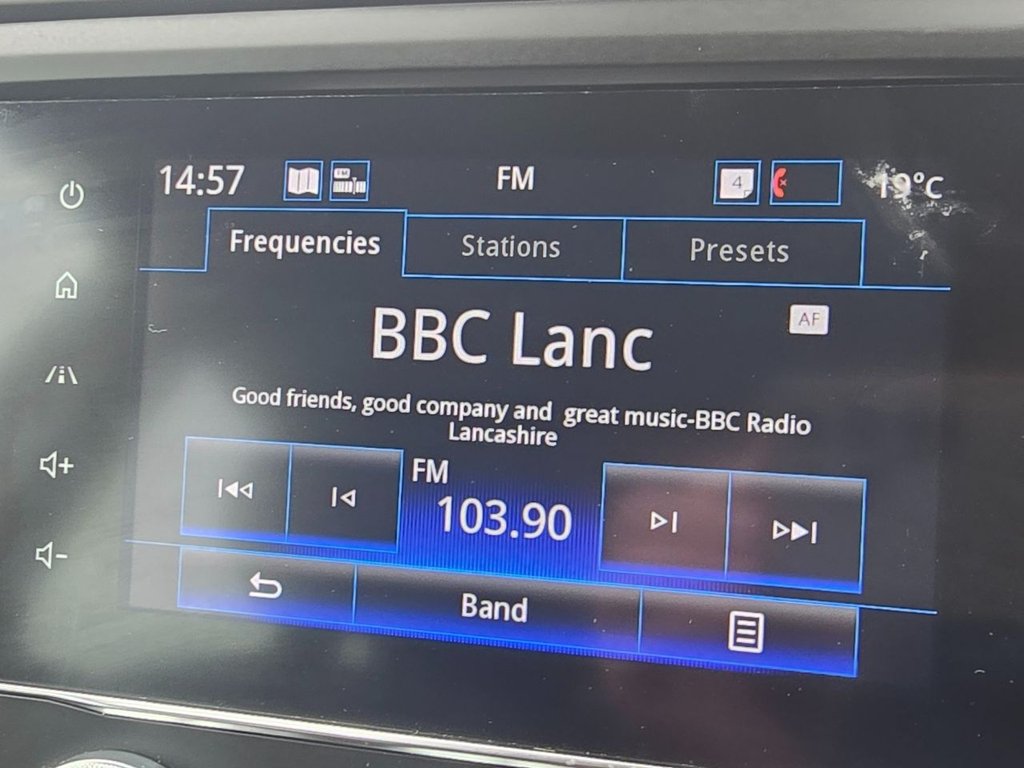 14:57 FM 4 19°C
Frequencies Stations Presets
AF
BBC Lanc
Good friends, good company and great music-BBC Radio
Lancashire
FM
103.90
Band